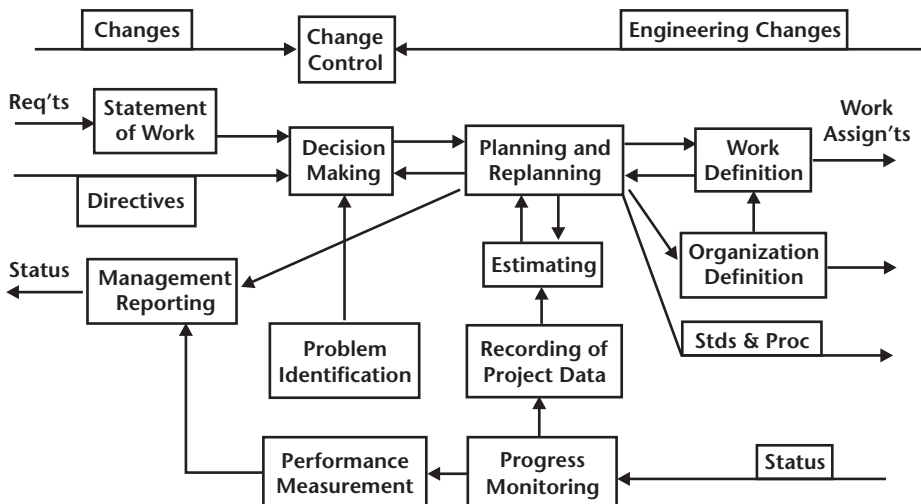 Changes
Change
Control
Engineering Changes
Req'ts
Statement
of Work
Decision
Making
Planning and
Replanning
Work
Definition
Work
Assign'ts
Directives
Status
Management
Reporting
Estimating
Organization
Definition
Problem
Identification
Recording of
Project Data
Stds & Proc
Performance
Measurement
Progress
Monitoring
Status